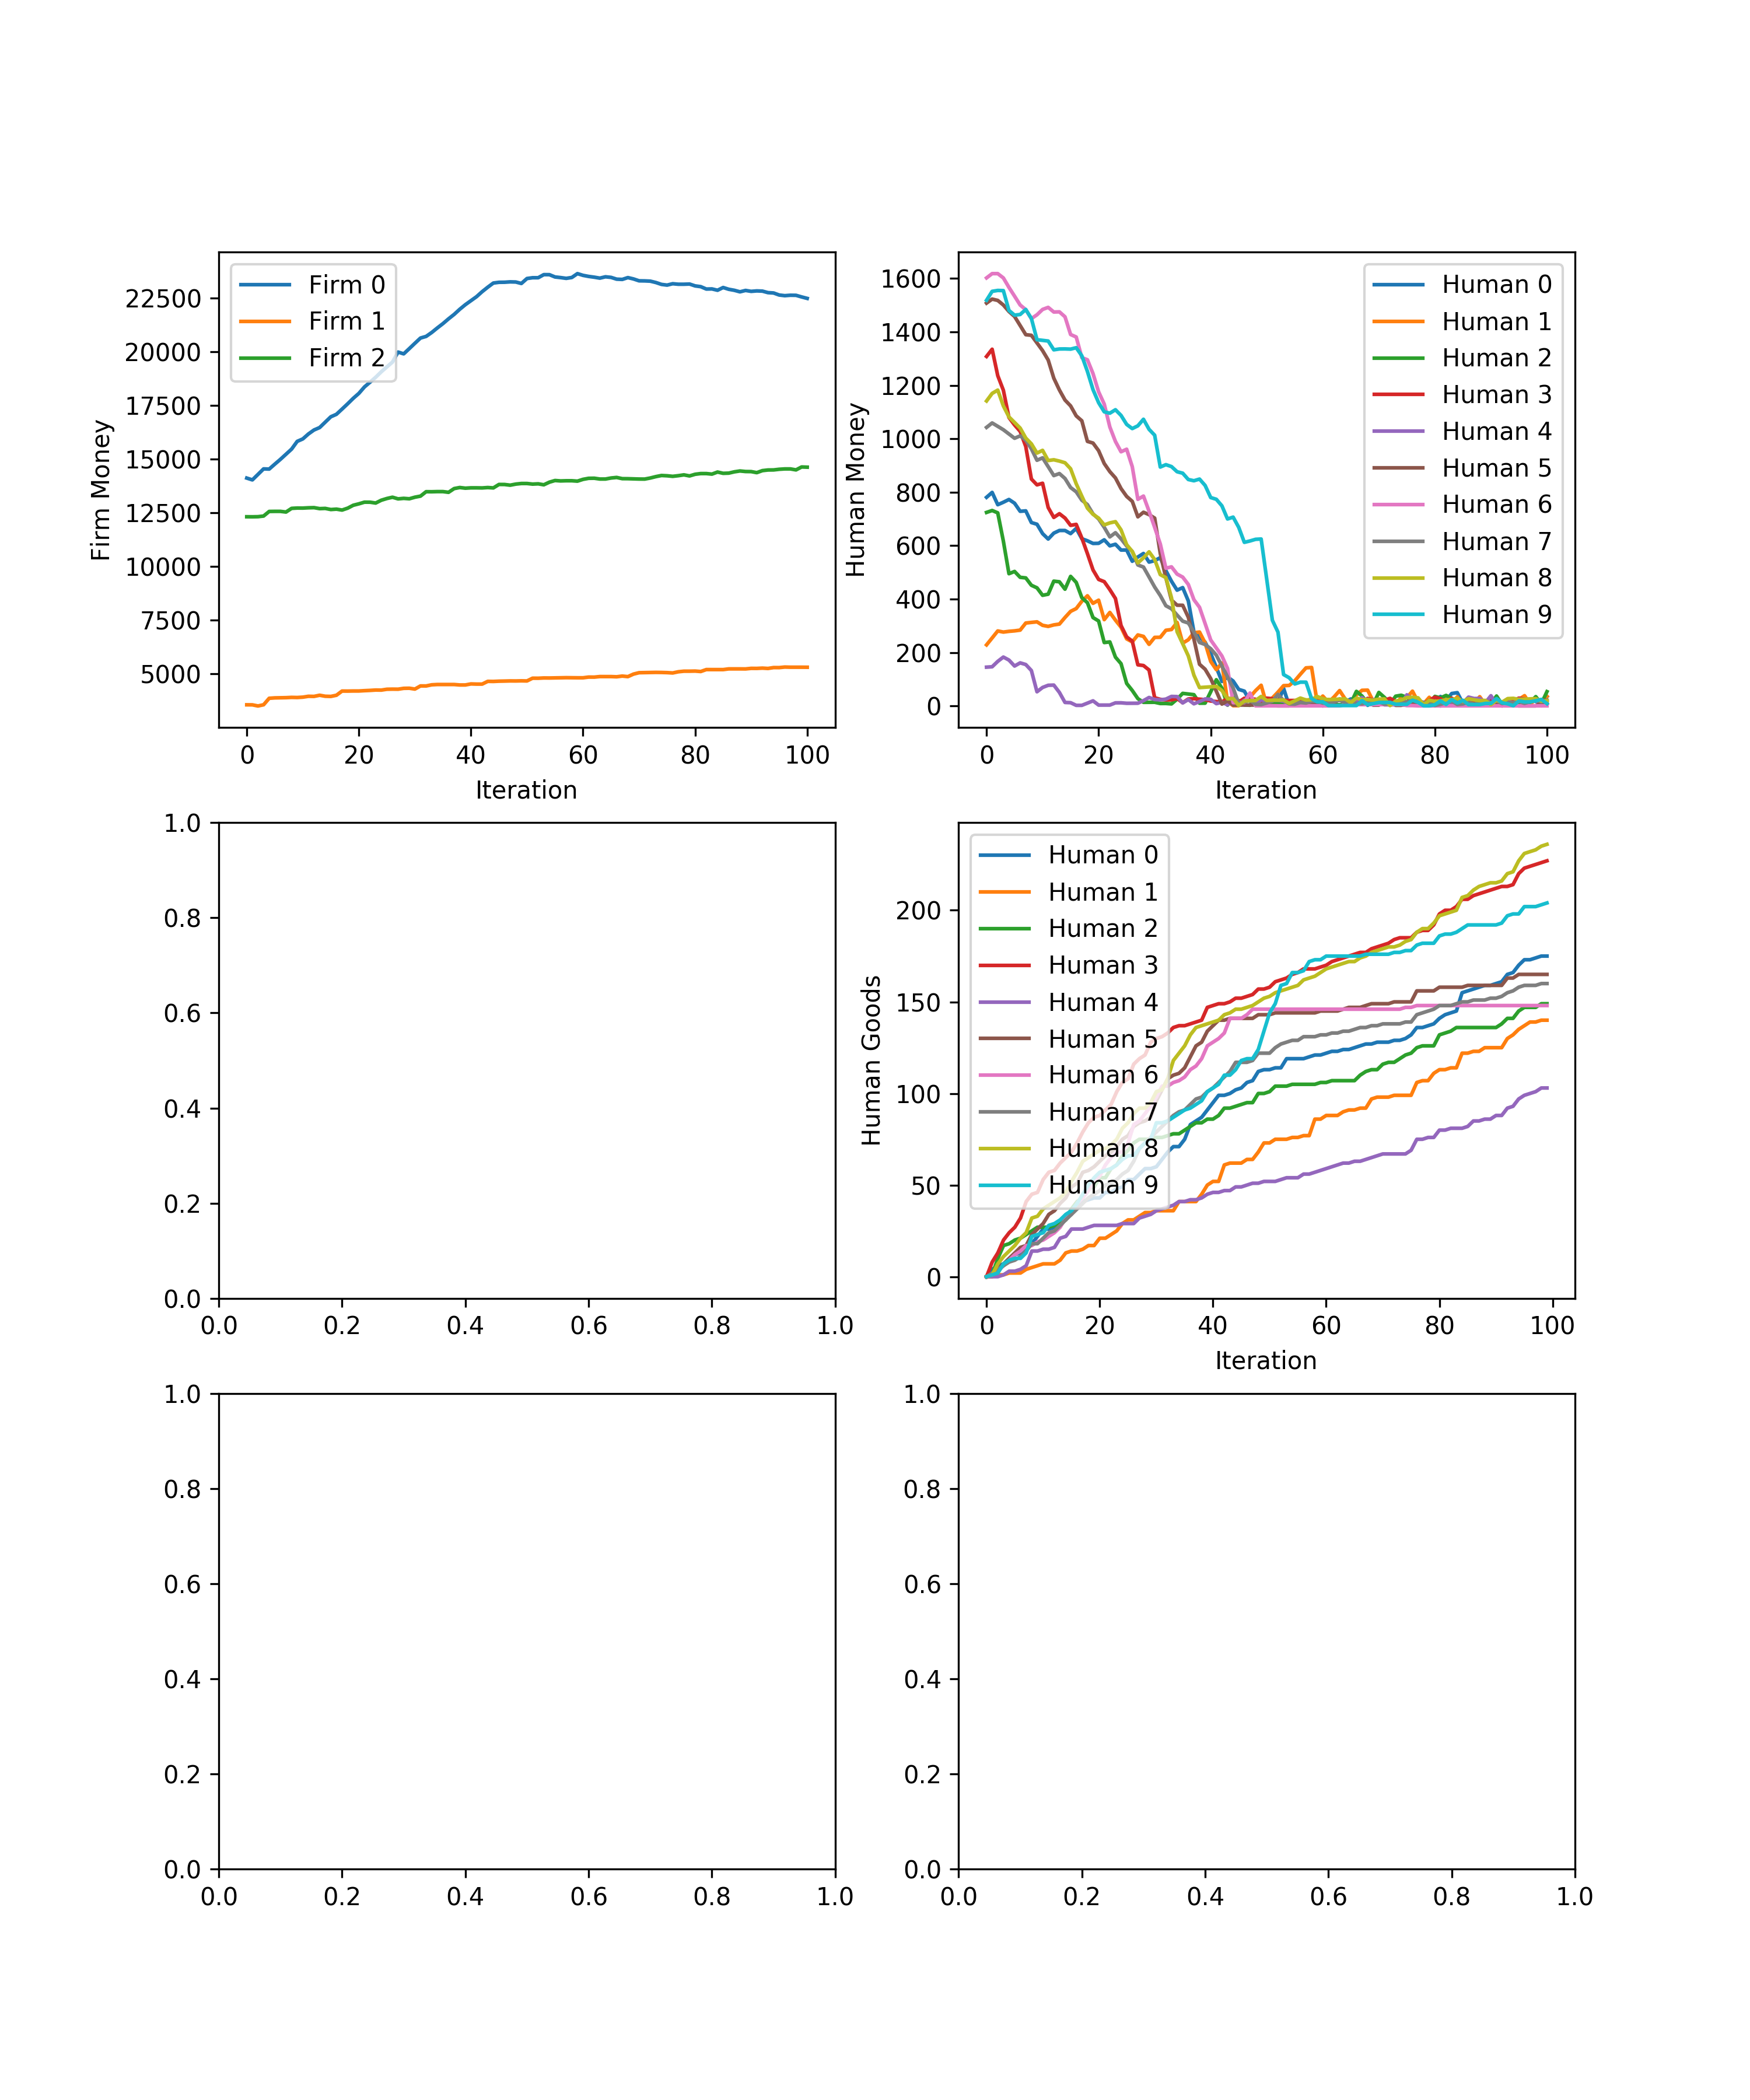 Firm Money
22500
20000
17500
15000
12500
10000
7500
5000
Firm 0
Firm 1
Firm 2
0 20 40 60 80 100
Iteration
Human Money
1600
1400
1200
1000
800
600
400
200
0
Human 0
Human 1
Human 2
Human 3
Human 4
Human 5
Human 6
Human 7
Human 8
Human 9
0 20 40 60 80 100
Iteration
1.0
0.8
0.6
0.4
0.2
0.0
0.0 0.2 0.4 0.6 0.8 1.0
Human Goods
200
150
100
50
0
Human 0
Human 1
Human 2
Human 3
Human 4
Human 5
Human 6
Human 7
Human 8
Human 9
0 20 40 60 80 100
Iteration
1.0
0.8
0.6
0.4
0.2
0.0
0.0 0.2 0.4 0.6 0.8 1.0
1.0
0.8
0.6
0.4
0.2
0.0
0.0 0.2 0.4 0.6 0.8 1.0